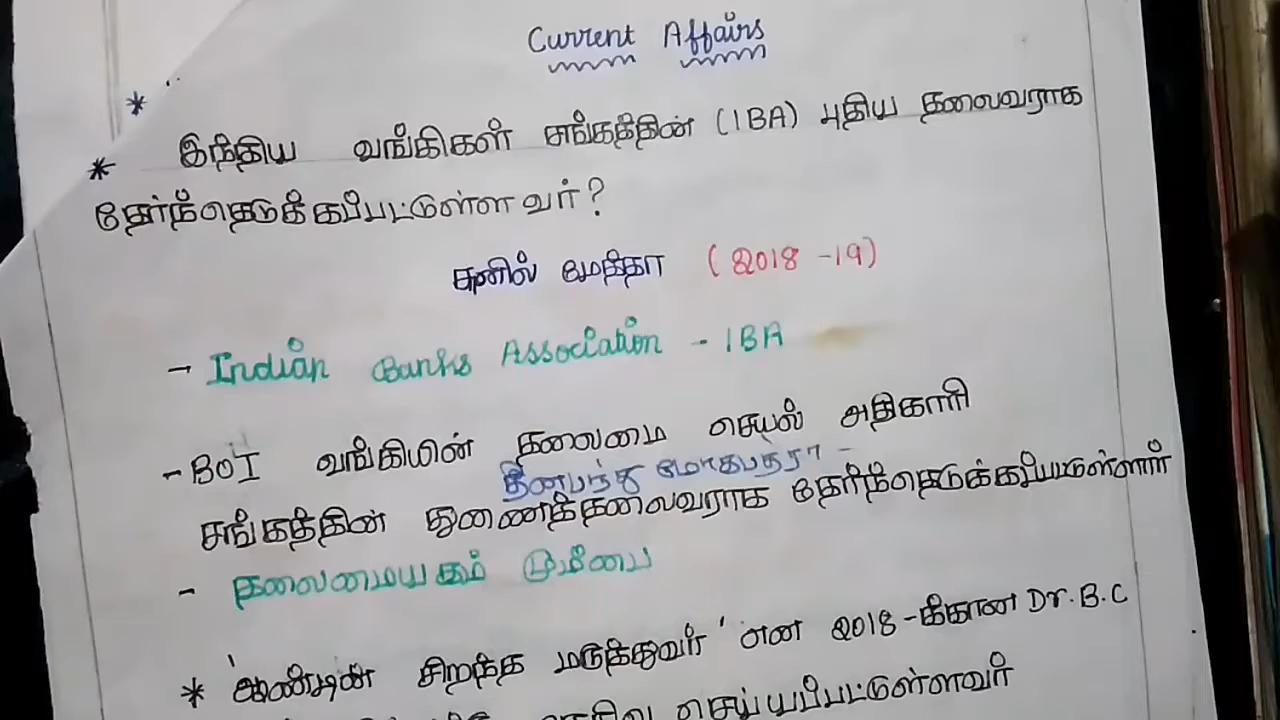 Current Affairs
*
* இந்திய வங்கிகள் சங்கத்தின் (IBA) புதிய தலைவராக
தேர்ந்தெடுக்கப்பட்டுள்ளவர்?
சுனில் மேத்தா (2018 -19)
- Indian Banks Association - IBA
- BOI வங்கியின் தலைமை செயல் அதிகாரி
தீனபந்து மோகபத்ரா -
சங்கத்தின் துணைத்தலைவராக தேர்ந்தெடுக்கப்பட்டுள்ளார்
- தலைமையகம் மும்பை
* 'ஆண்டின் சிறந்த மருத்துவர்' என 2018-க்கான Dr. B.C
செய்யப்பட்டுள்ளவர்